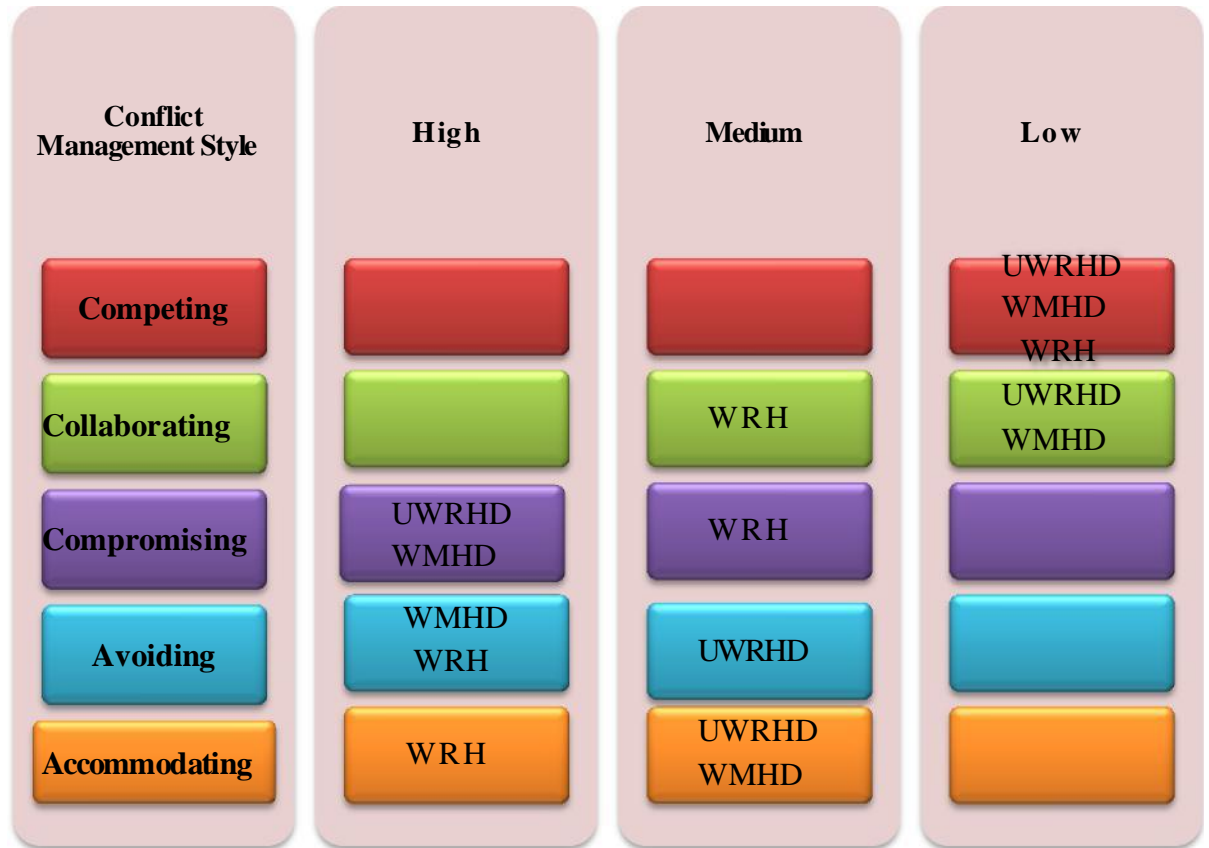 Conflict
Management Style
High
Medium
Low
Competing
UWRHD
WMHD
WRH
Collaborating
WRH
UWRHD
WMHD
Compromising
UWRHD
WMHD
WRH
Avoiding
WMHD
WRH
UWRHD
Accommodating
WRH
UWRHD
WMHD